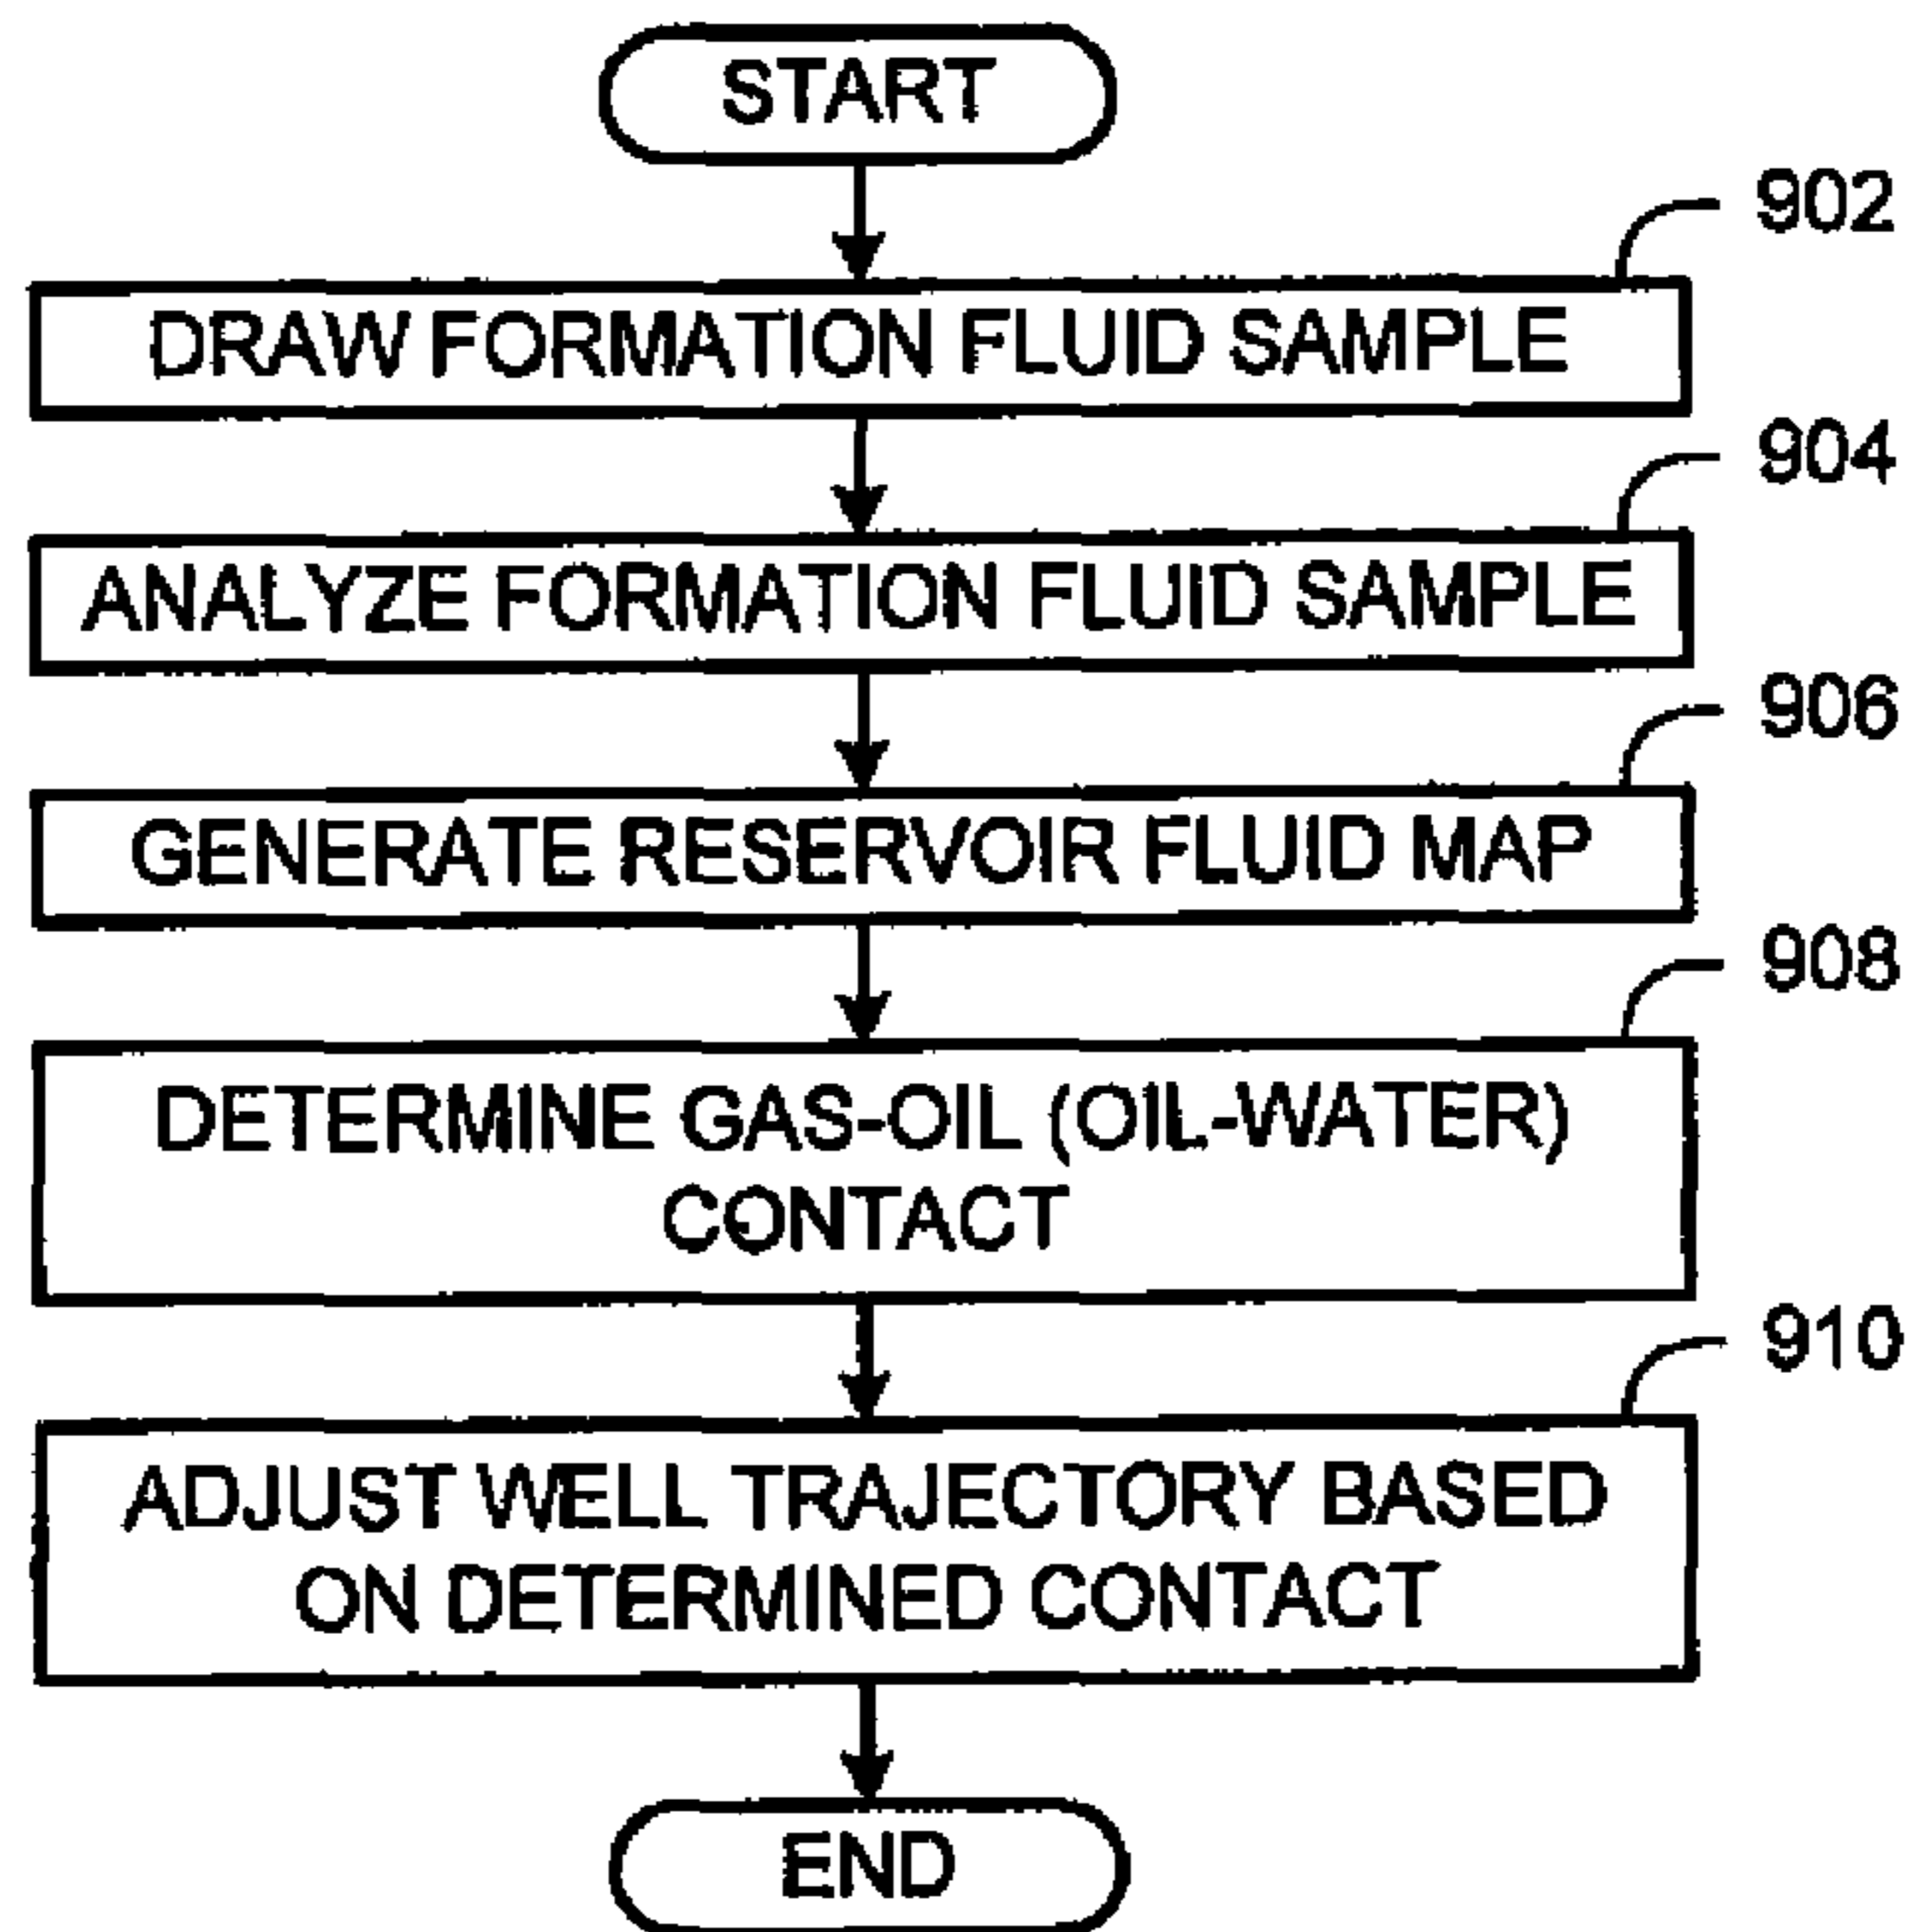 START
902
DRAW FORMATION FLUID SAMPLE
904
ANALYZE FORMATION FLUID SAMPLE
906
GENERATE RESERVOIR FLUID MAP
908
DETERMINE GAS-OIL (OIL-WATER)
CONTACT
910
ADJUST WELL TRAJECTORY BASED
ON DETERMINED CONTACT
END